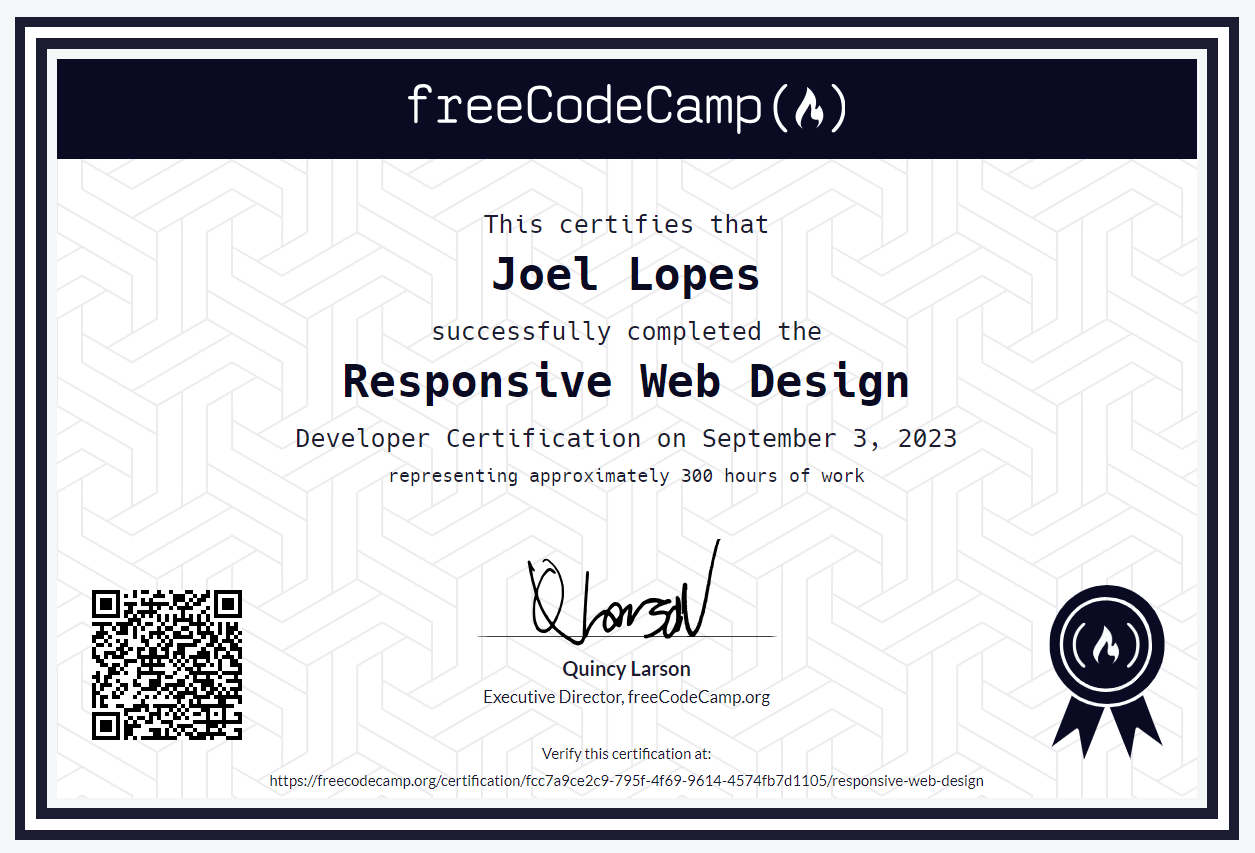 freeCodeCamp
This certifies that
Joel Lopes
successfully completed the
Responsive Web Design
Developer Certification on September 3, 2023
representing approximately 300 hours of work
Q Larson
Quincy Larson
Executive Director, freeCodeCamp.org
Verify this certification at:
https://freecodecamp.org/certification/fcc7a9ce2c9-795f-4f69-9614-4574fb7d1105/responsive-web-design